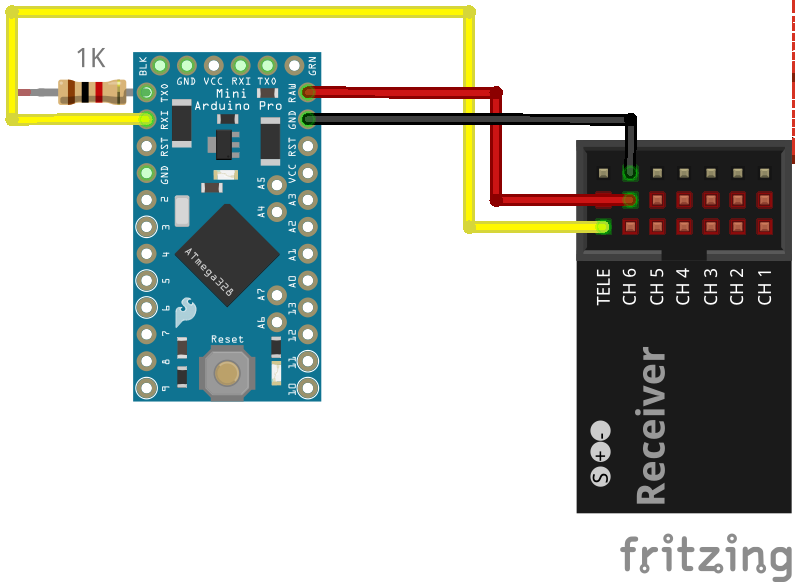 1K
BLK
GND VCC RXI TXO
GRN
TXO
RXI
RST
GND
2
3
4
5
6
7
8
9
Mini
Arduino Pro
RAW
GND
RST
VCC
A3
A2
A1
A0
13
12
11
10
A5
A4
A7
A6
ATmega328
Reset
TELE
CH 6
CH 5
CH 4
CH 3
CH 2
CH 1
S + -
Receiver
fritzing